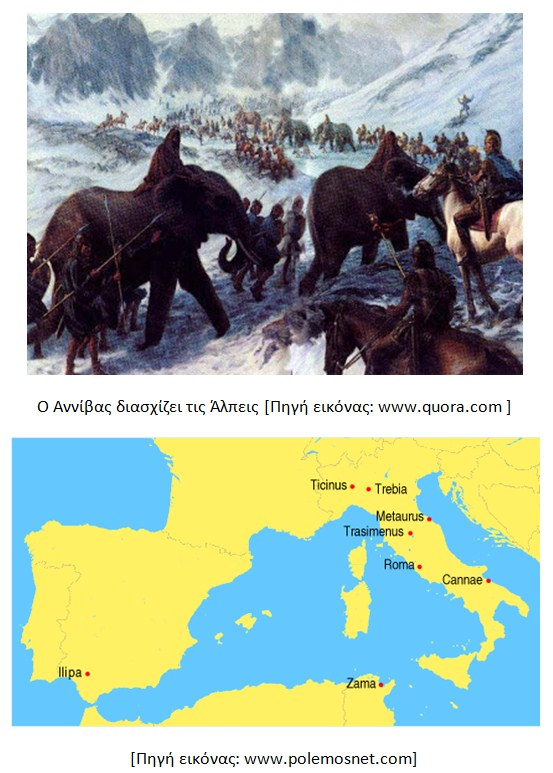 Ο Αννίβας διασχίζει τις Άλπεις [Πηγή εικόνας: www.quora.com ]
Ticinus
Trebia
Metaurus
Trasimenus
Roma
Cannae
Ilipa
Zama
[Πηγή εικόνας: www.polemosnet.com]